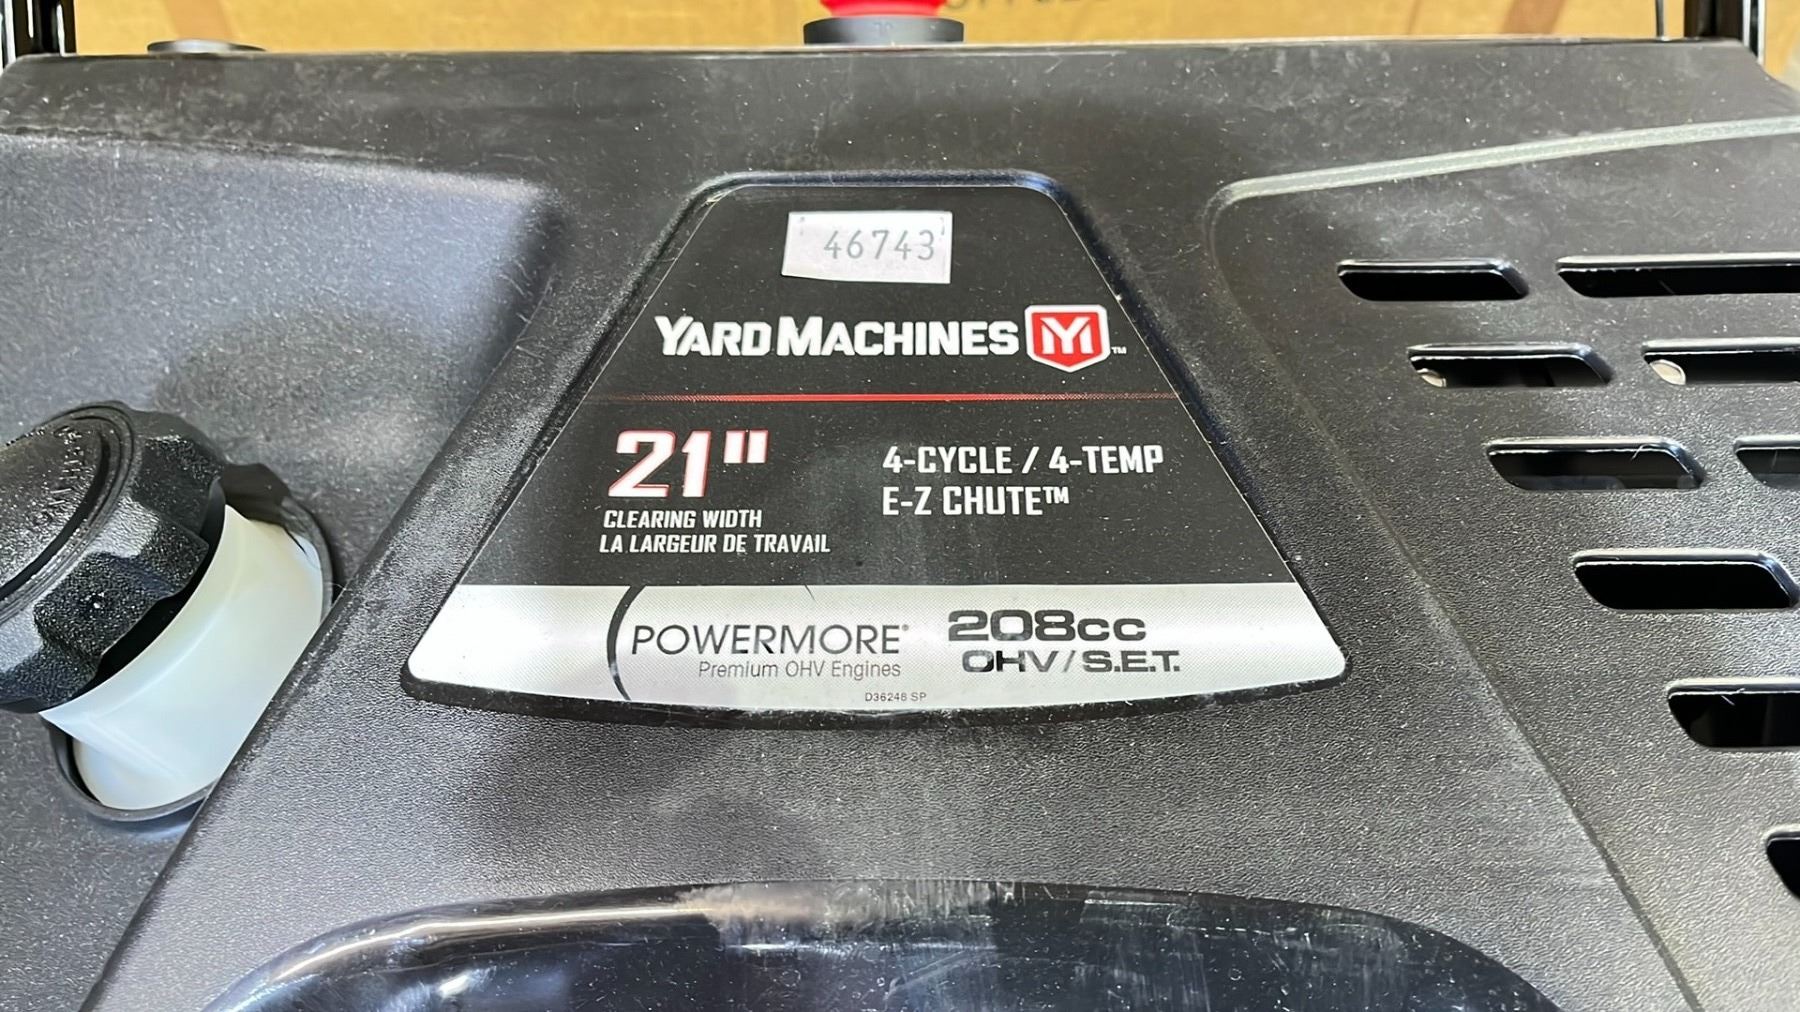 46743
YARD MACHINES YM™
21"
CLEARING WIDTH
LA LARGEUR DE TRAVAIL
4-CYCLE / 4-TEMP
E-Z CHUTE™
POWERMORE®
Premium OHV Engines
208cc
OHV/S.E.T.
D36248 SP